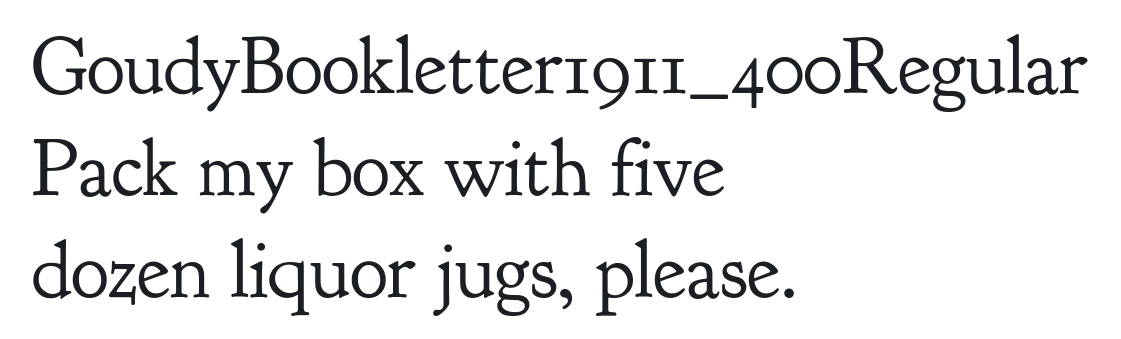 GoudyBookletter1911_400Regular
Pack my box with five
dozen liquor jugs, please.